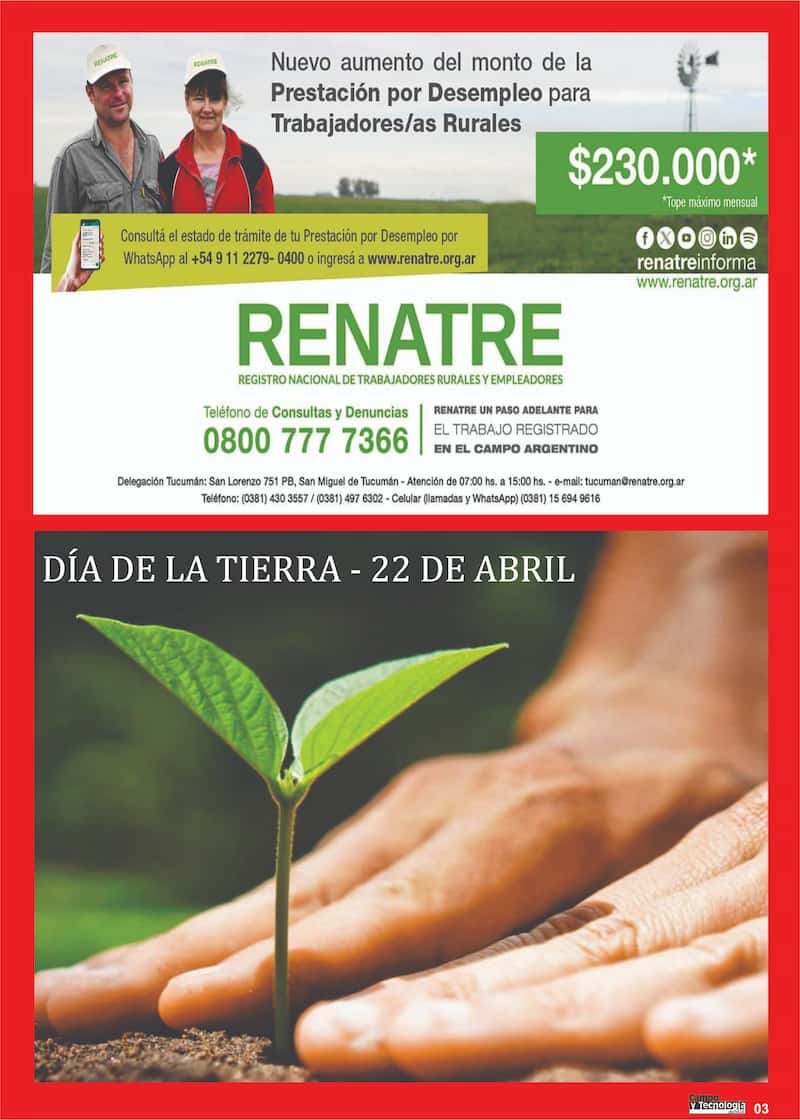 RENATRE
RENATRE
Nuevo aumento del monto de la
Prestación por Desempleo para
Trabajadores/as Rurales
$230.000*
*Tope máximo mensual
Consultá el estado de trámite de tu Prestación por Desempleo por
WhatsApp al +54 9 11 2279- 0400 o ingresá a www.renatre.org.ar
renatreinforma
www.renatre.org.ar
RENATRE
REGISTRO NACIONAL DE TRABAJADORES RURALES Y EMPLEADORES
Teléfono de Consultas y Denuncias
0800 777 7366
RENATRE UN PASO ADELANTE PARA
EL TRABAJO REGISTRADO
EN EL CAMPO ARGENTINO
Delegación Tucumán: San Lorenzo 751 PB, San Miguel de Tucumán - Atención de 07:00 hs. a 15:00 hs. - e-mail: tucuman@renatre.org.ar
Teléfono: (0381) 430 3557 / (0381) 497 6302 - Celular (llamadas y WhatsApp) (0381) 15 694 9616
DÍA DE LA TIERRA - 22 DE ABRIL
Campo
y Tecnología
03